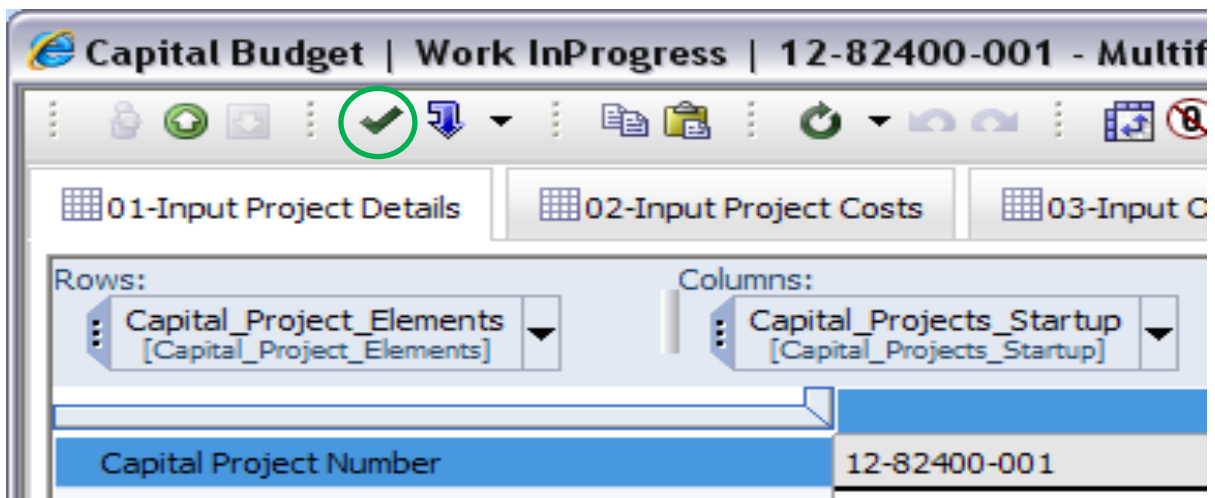 Capital Budget | Work InProgress | 12-82400-001 - Multif
01-Input Project Details
02-Input Project Costs
03-Input
Rows:
Columns:
Capital_Project_Elements
[Capital_Project_Elements]
Capital_Projects_Startup
[Capital_Projects_Startup]
Capital Project Number
12-82400-001